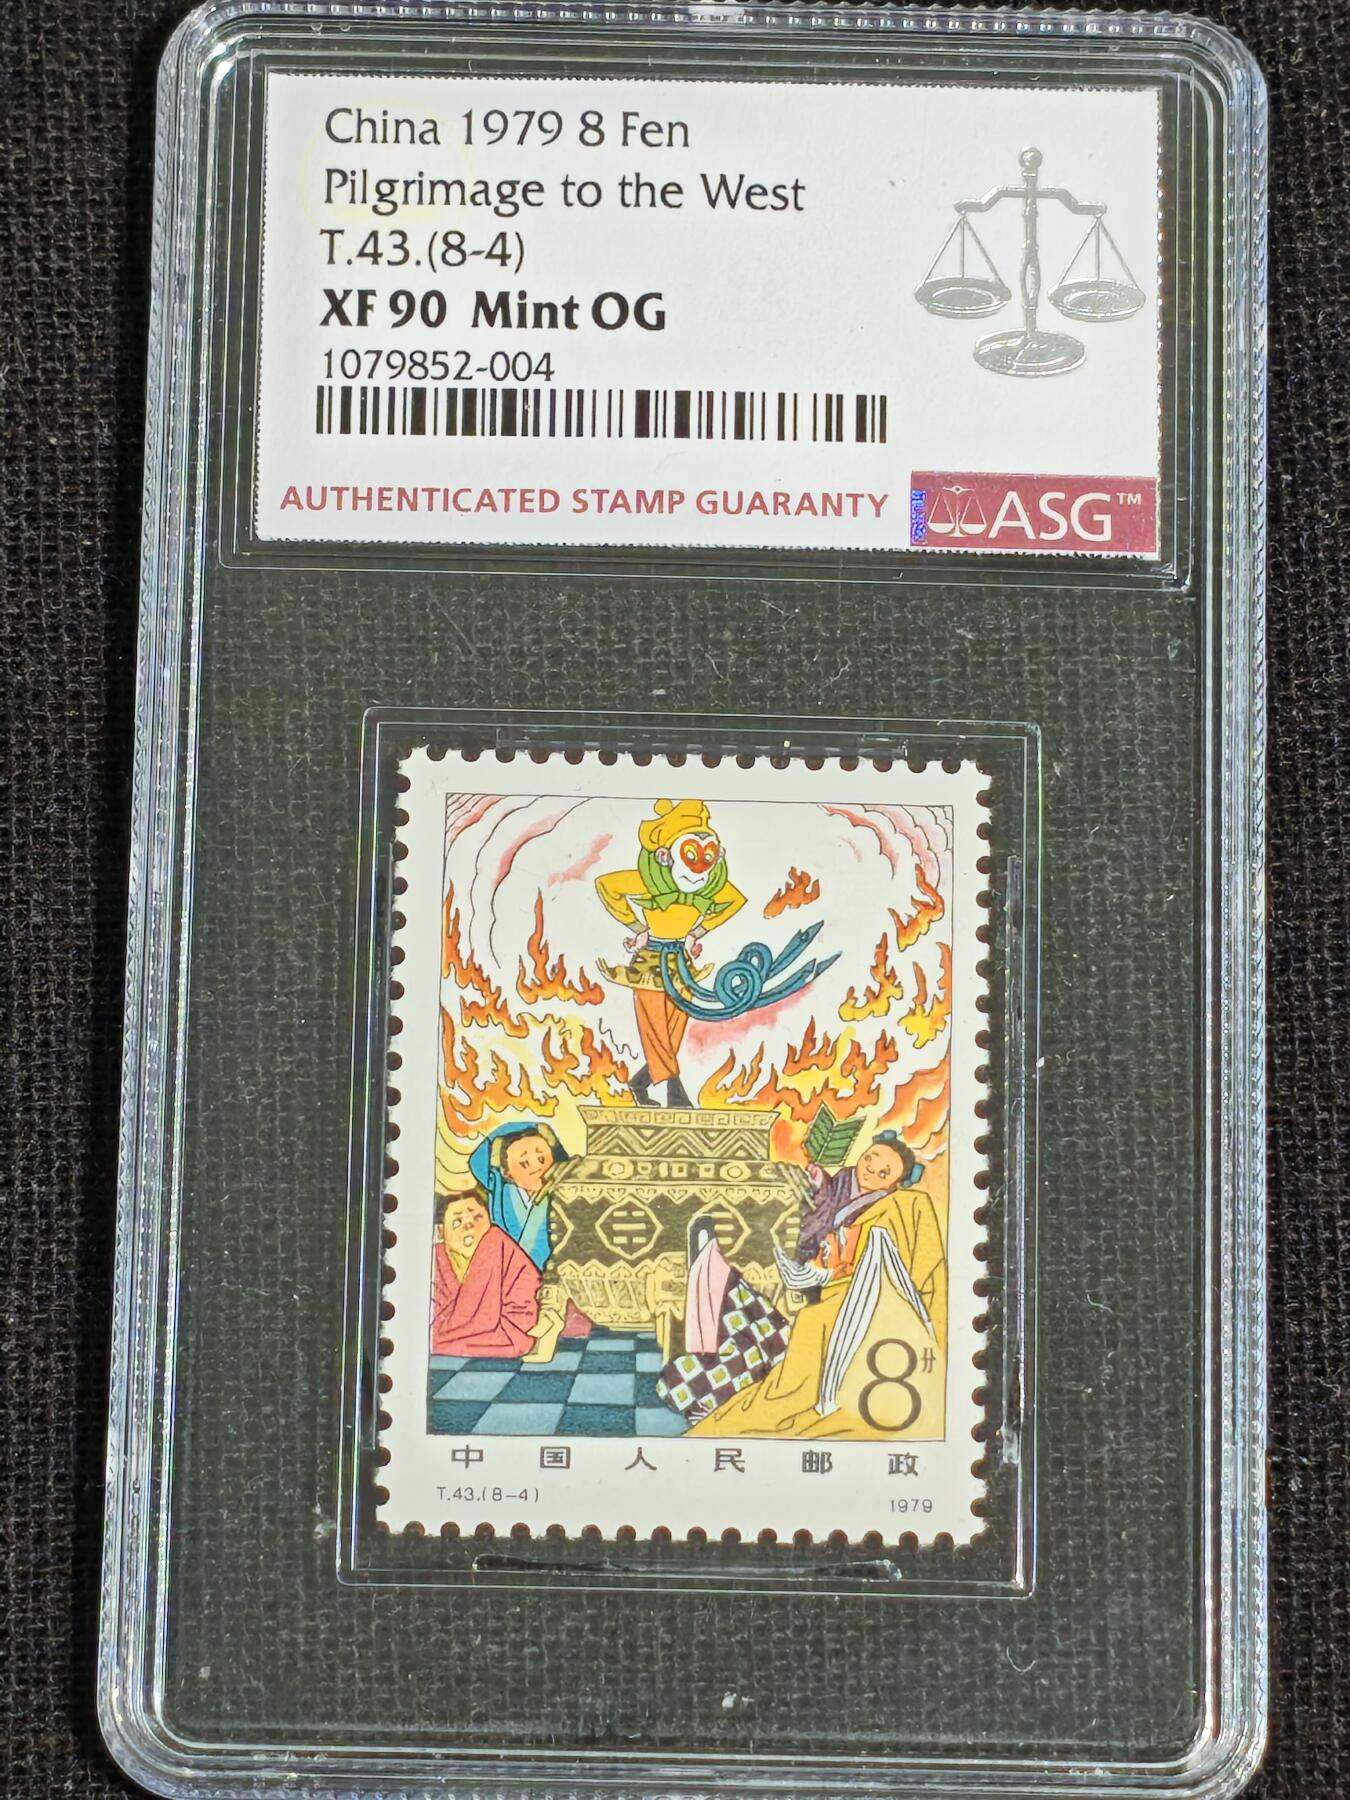 China 1979 8 Fen
Pilgrimage to the West
T.43.(8-4)
XF 90 Mint OG
1079852-004
AUTHENTICATED STAMP GUARANTY
ASG™
8分
中国人民邮政
T.43.(8-4)
1979